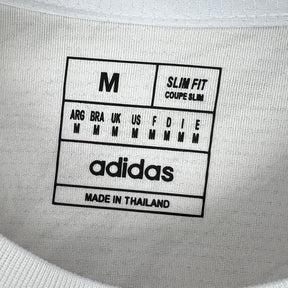 M
SLIM FIT
COUPE SLIM
ARG BRA UK US F D I E
M M M M M M M M
adidas
MADE IN THAILAND